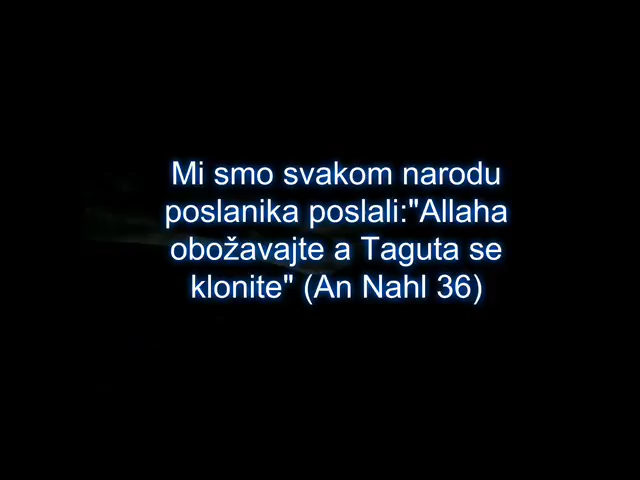 Mi smo svakom narodu
poslanika poslali:"Allaha
obožavajte a Taguta se
klonite" (An Nahl 36)